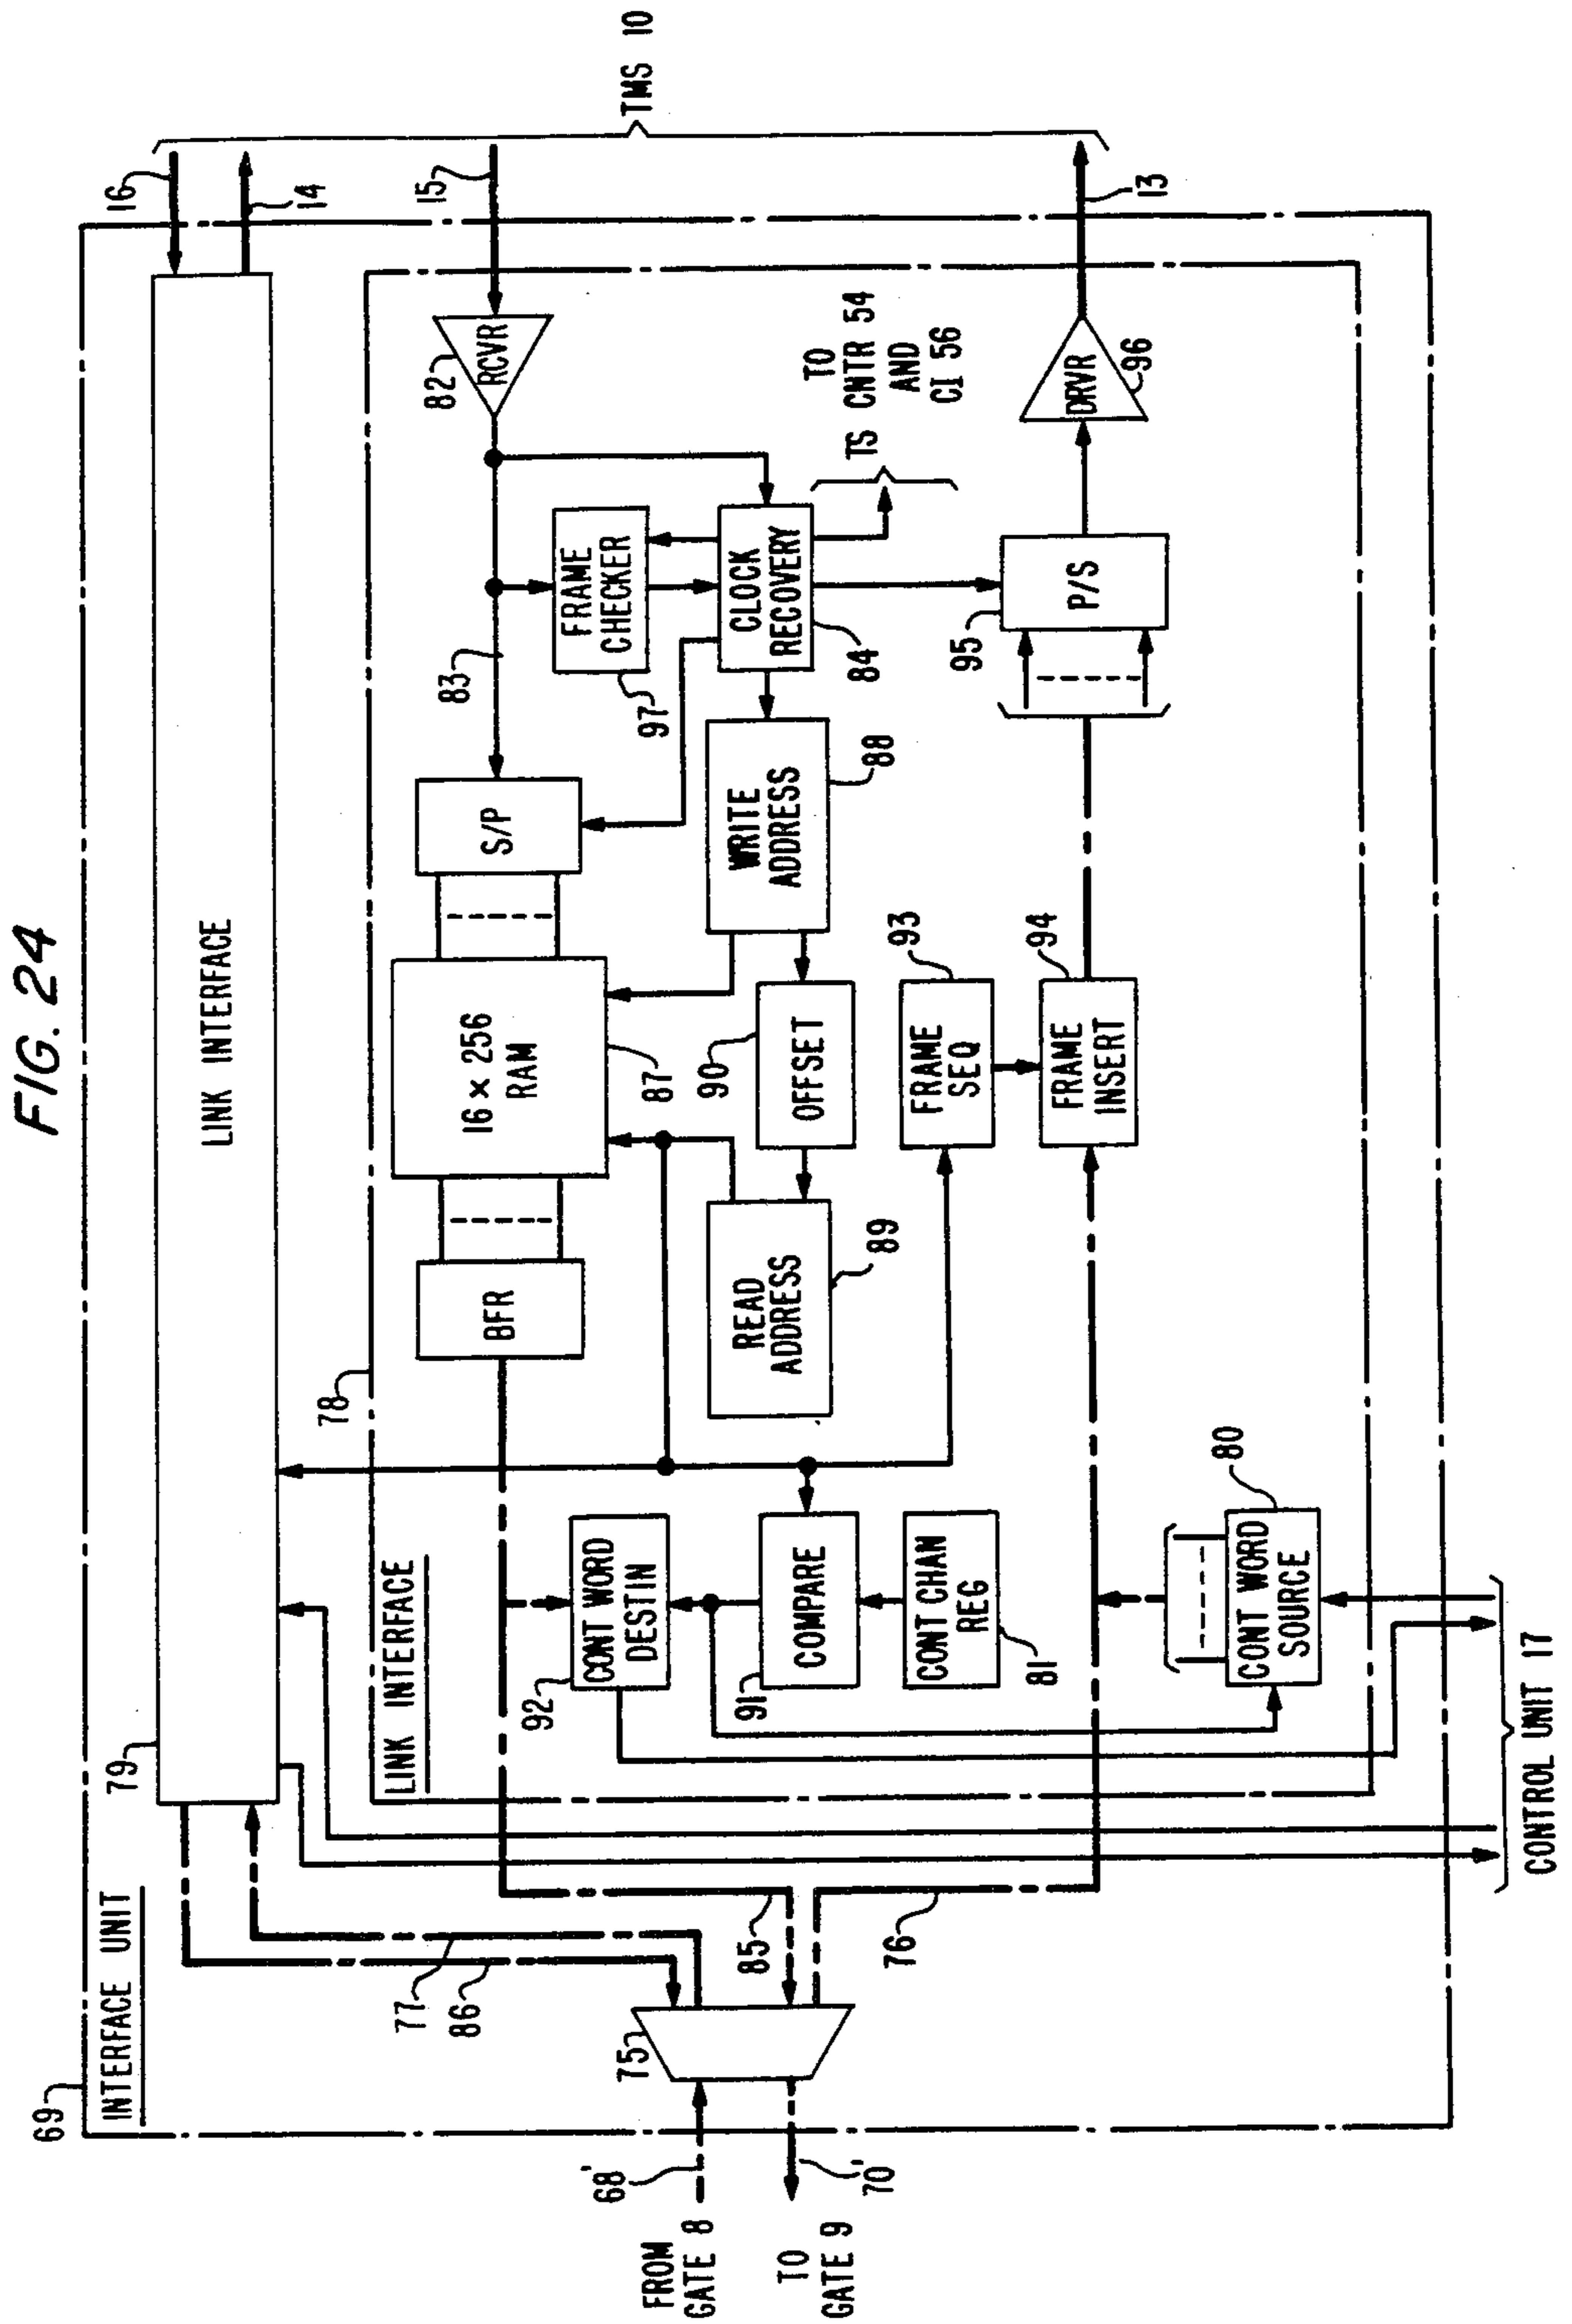 FIG. 24
69
INTERFACE UNIT
79
LINK INTERFACE
16
14
TMS 10
77
86
78
LINK INTERFACE
15
82
RCVR
83
BFR
16 × 256
RAM
87
S/P
FRAME
CHECKER
97
CLOCK
RECOVERY
84
TS
TO
CNTR 54
AND
CI 56
92
CONT WORD
DESTIN
READ
ADDRESS
89
90
OFFSET
WRITE
ADDRESS
88
91
COMPARE
CONT CHAN
REG
81
FRAME
SEQ
93
FRAME
INSERT
94
95
P/S
DRVR
96
13
75
85
76
FROM
GATE 8
68'
TO
GATE 9
70'
CONT WORD
SOURCE
80
CONTROL UNIT 17